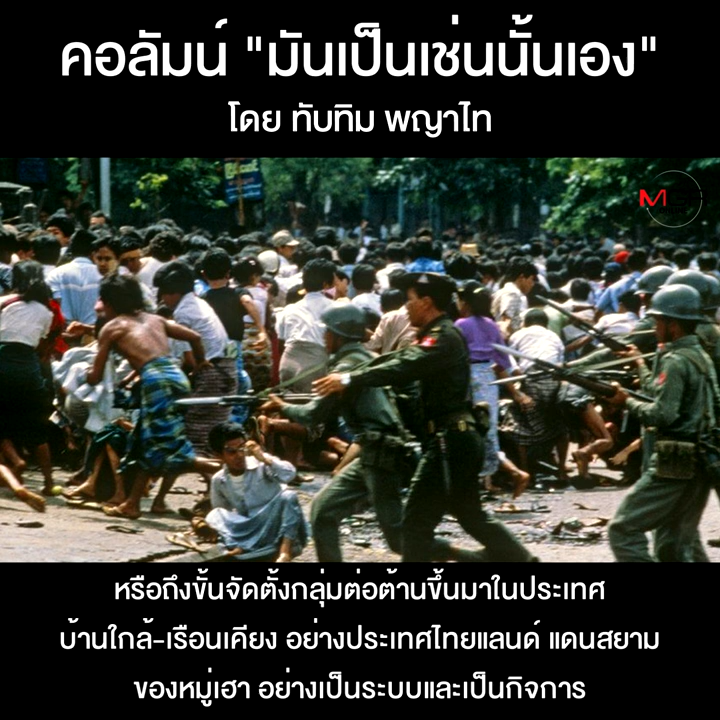 คอลัมน์ "มันเป็นเช่นนั้นเอง"
โดย ทับทิม พญาไท
หรือถึงขั้นจัดตั้งกลุ่มต่อต้านขึ้นมาในประเทศ
บ้านใกล้-เรือนเคียง อย่างประเทศไทยแลนด์ แดนสยาม
ของหมู่เฮา อย่างเป็นระบบและเป็นกิจการ